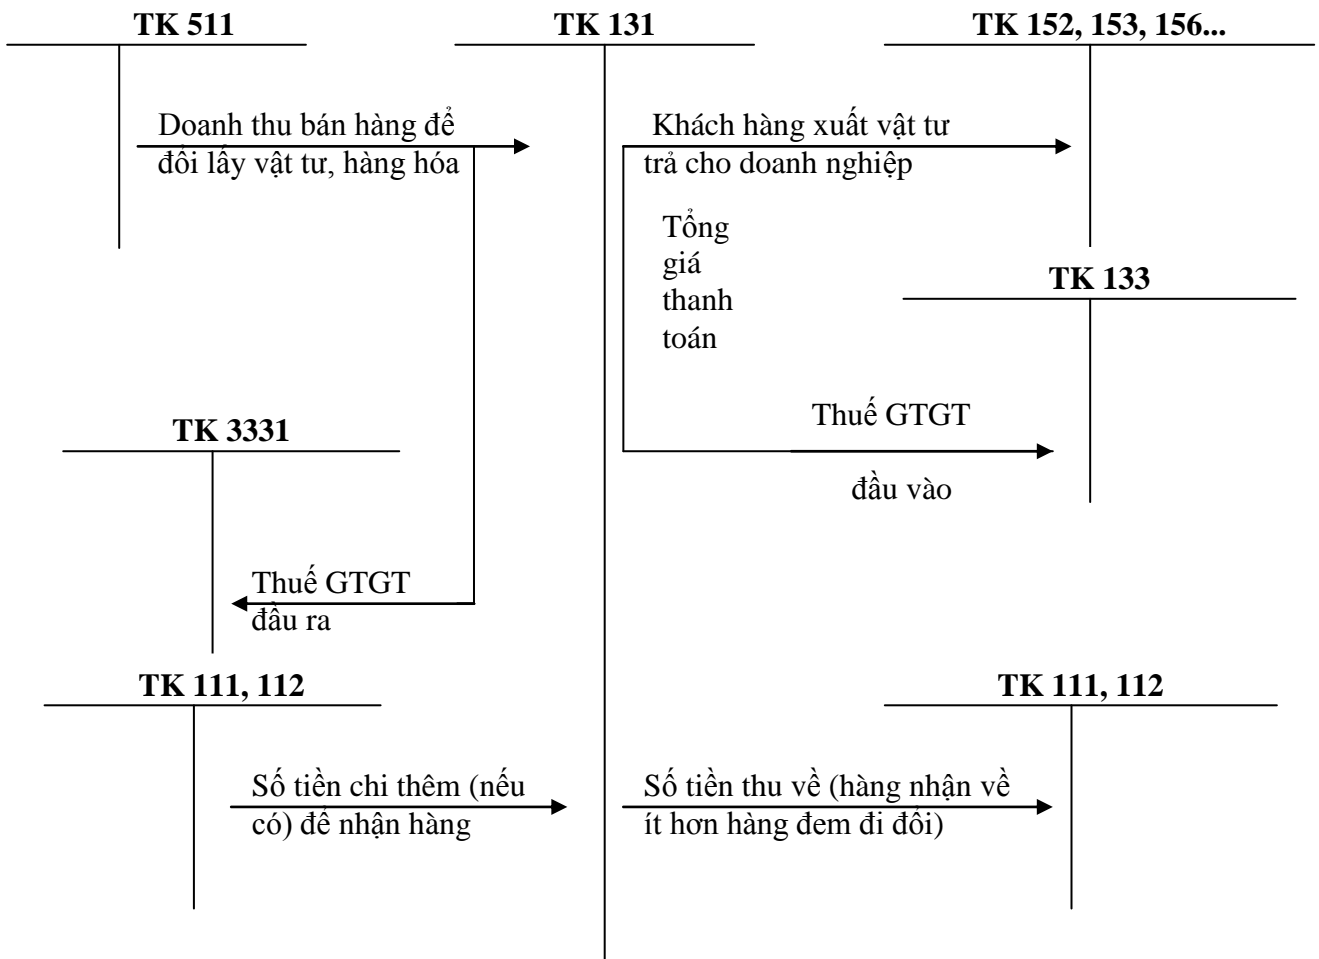 TK 511
TK 131
TK 152, 153, 156...
Doanh thu bán hàng để
đổi lấy vật tư, hàng hóa
Khách hàng xuất vật tư
trả cho doanh nghiệp
Tổng
giá
thanh
toán
TK 133
Thuế GTGT
đầu vào
TK 3331
Thuế GTGT
đầu ra
TK 111, 112
TK 111, 112
Số tiền chi thêm (nếu
có) để nhận hàng
Số tiền thu về (hàng nhận về
ít hơn hàng đem đi đổi)